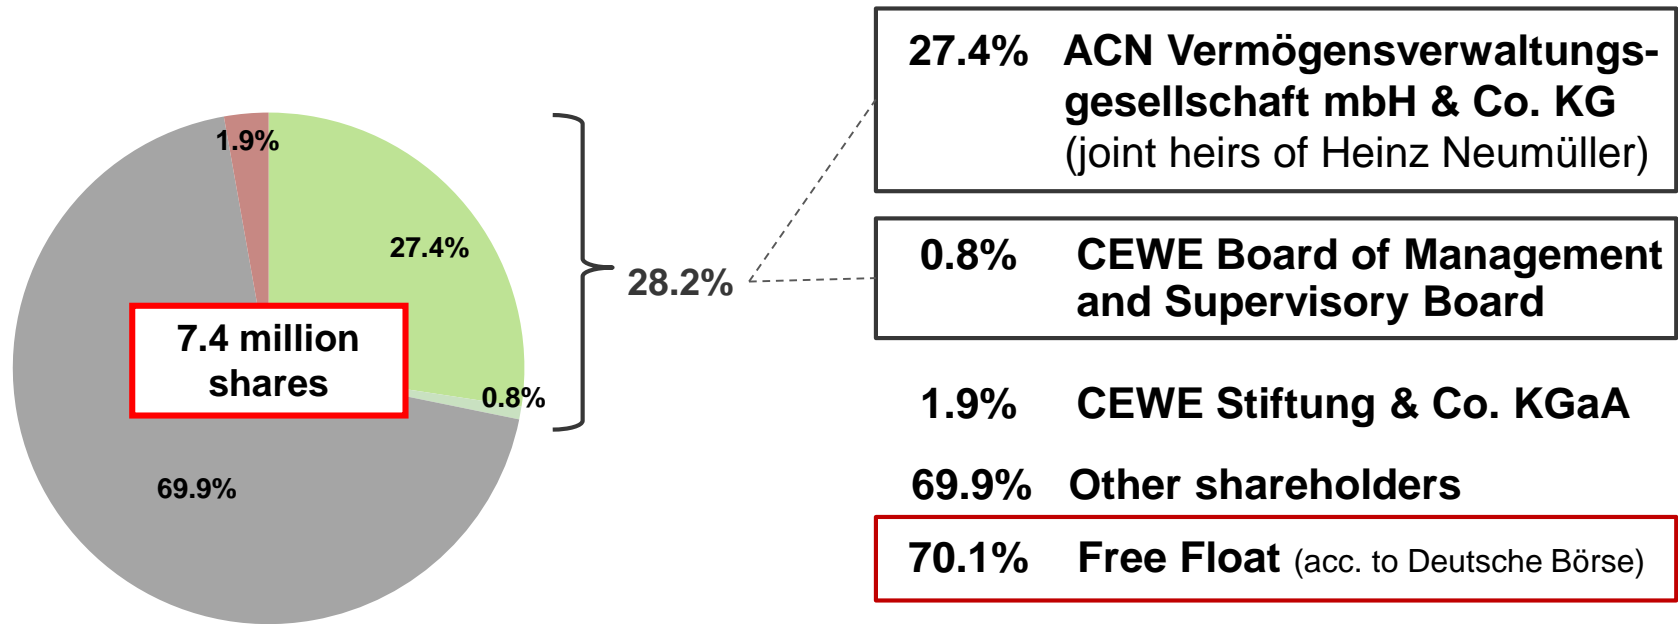 1.9%
27.4%
7.4 million
shares
0.8%
69.9%
28.2%
27.4% ACN Vermögensverwaltungs-
gesellschaft mbH & Co. KG
(joint heirs of Heinz Neumüller)
0.8% CEWE Board of Management
and Supervisory Board
1.9% CEWE Stiftung & Co. KGaA
69.9% Other shareholders
70.1% Free Float (acc. to Deutsche Börse)